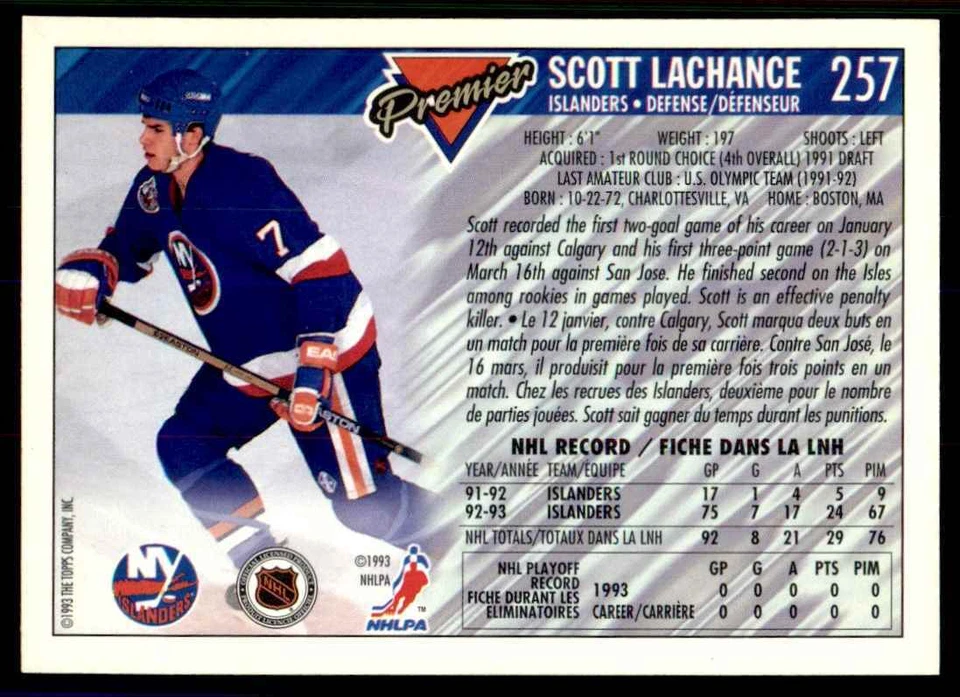 Premier
SCOTT LACHANCE 257
ISLANDERS • DEFENSE/DÉFENSEUR
HEIGHT : 6'1" WEIGHT : 197 SHOOTS : LEFT
ACQUIRED : 1st ROUND CHOICE (4th OVERALL) 1991 DRAFT
LAST AMATEUR CLUB : U.S. OLYMPIC TEAM (1991-92)
BORN : 10-22-72, CHARLOTTESVILLE, VA HOME : BOSTON, MA
Scott recorded the first two-goal game of his career on January
12th against Calgary and his first three-point game (2-1-3) on
March 16th against San Jose. He finished second on the Isles
among rookies in games played. Scott is an effective penalty
killer. • Le 12 janvier, contre Calgary, Scott marqua deux buts en
un match pour la première fois de sa carrière. Contre San José, le
16 mars, il produisit pour la première fois trois points en un
match. Chez les recrues des Islanders, deuxième pour le nombre
de parties jouées. Scott sait gagner du temps durant les punitions.
NHL RECORD / FICHE DANS LA LNH
YEAR/ANNÉE TEAM/ÉQUIPE GP G A PTS PIM
91-92 ISLANDERS 17 1 4 5 9
92-93 ISLANDERS 75 7 17 24 67
NHL TOTALS/TOTAUX DANS LA LNH 92 8 21 29 76
NHL PLAYOFF GP G A PTS PIM
RECORD
FICHE DURANT LES 1993 0 0 0 0 0
ELIMINATOIRES CAREER/CARRIÈRE 0 0 0 0 0
7
NY
EASTON
EA
EASTON
©1993 THE TOPPS COMPANY, INC.
NY
ISLANDERS
OFFICIAL LICENSED PRODUCT
NHL
©1993
NHLPA
NHLPA
TM